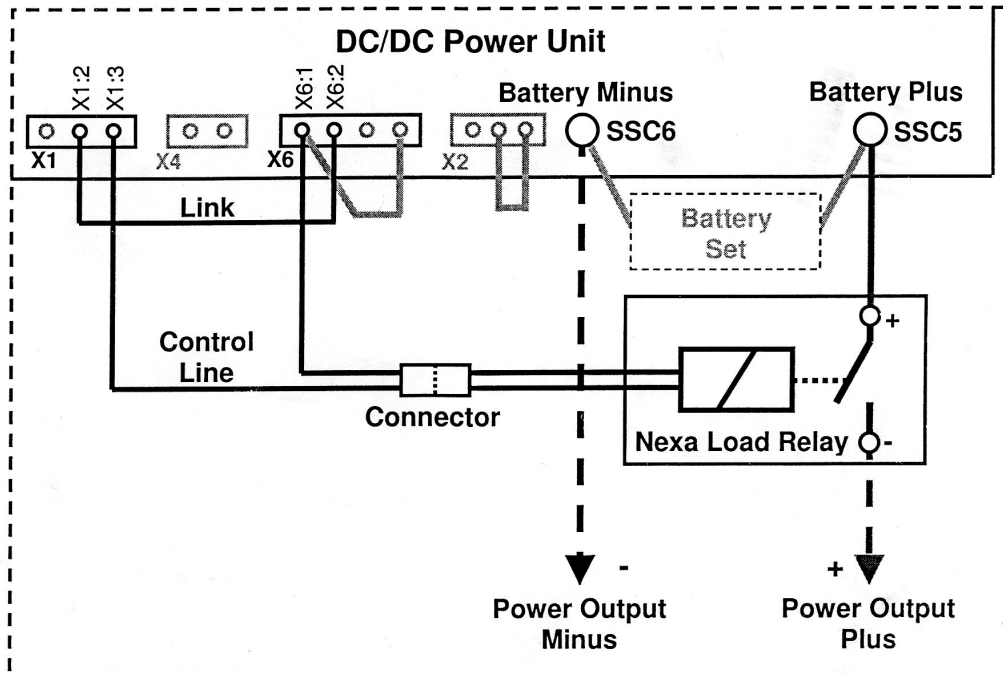 DC/DC Power Unit
X1:2
X1:3
X6:1
X6:2
Battery Minus
Battery Plus
SSC6
SSC5
X1
X4
X6
X2
Link
Battery
Set
+
Control
Line
Connector
Nexa Load Relay
-
-
+
Power Output
Minus
Power Output
Plus